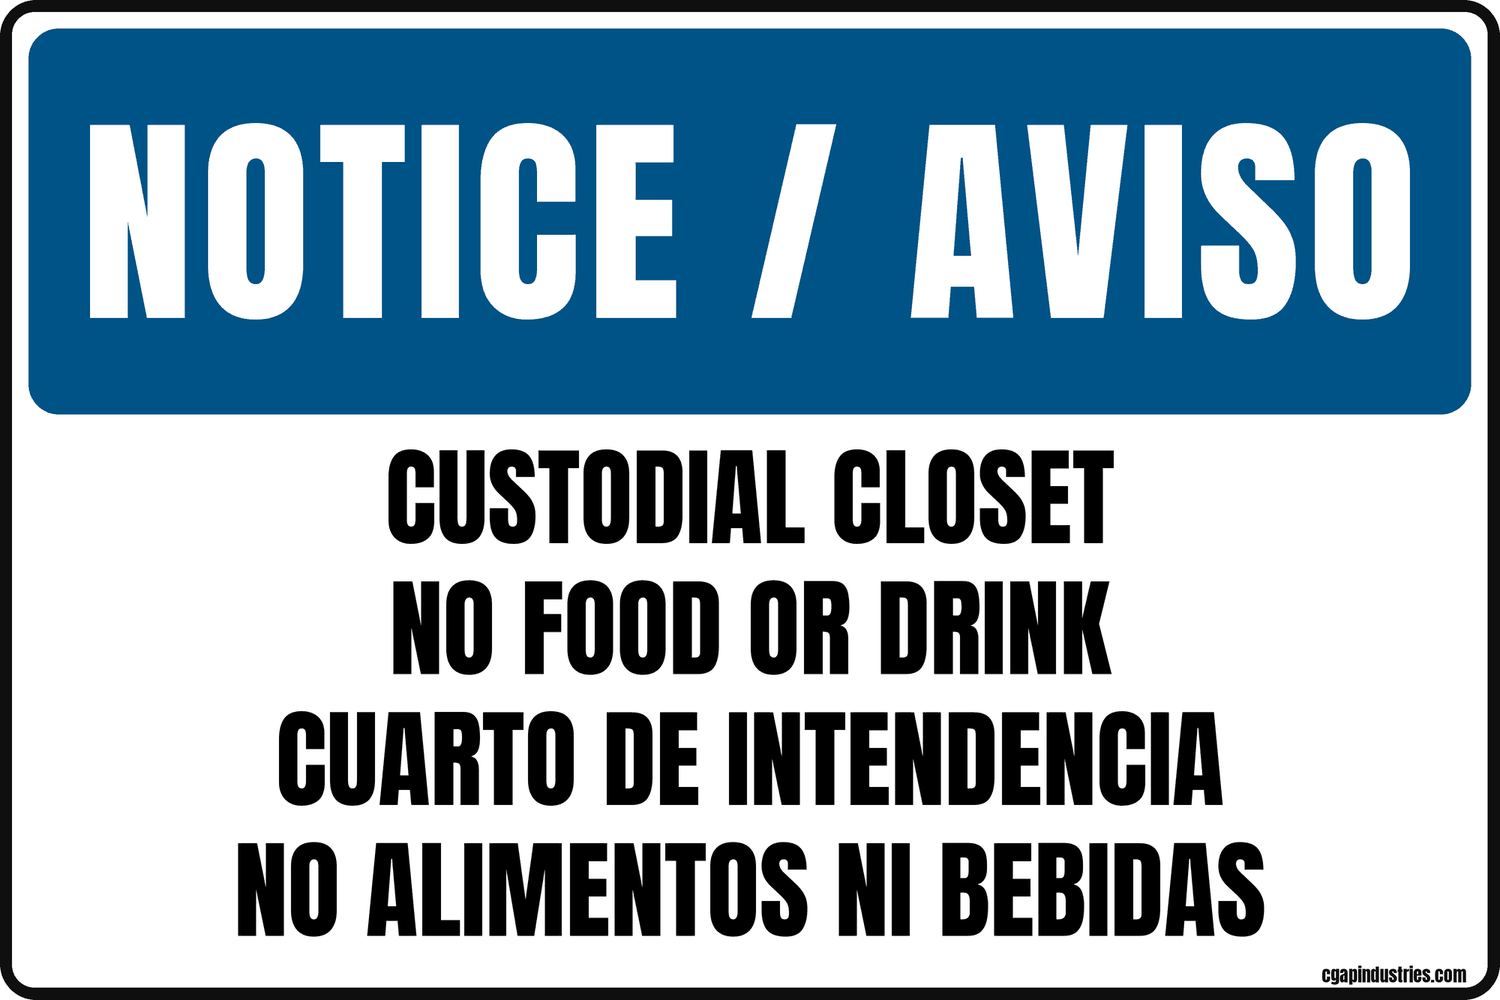 NOTICE / AVISO
CUSTODIAL CLOSET
NO FOOD OR DRINK
CUARTO DE INTENDENCIA
NO ALIMENTOS NI BEBIDAS
cgapindustries.com